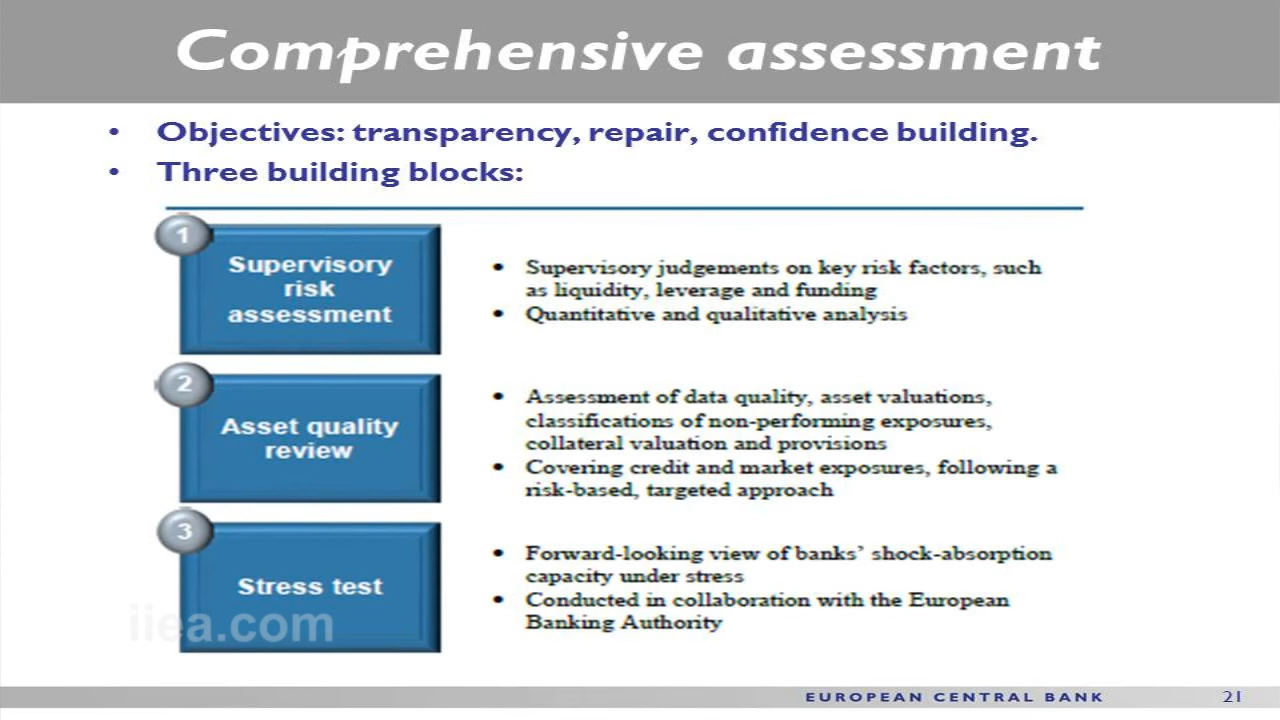 Comprehensive assessment
• Objectives: transparency, repair, confidence building.
• Three building blocks:
1
Supervisory
risk
assessment
• Supervisory judgements on key risk factors, such
as liquidity, leverage and funding
• Quantitative and qualitative analysis
2
Asset quality
review
• Assessment of data quality, asset valuations,
classifications of non-performing exposures,
collateral valuation and provisions
• Covering credit and market exposures, following a
risk-based, targeted approach
3
Stress test
• Forward-looking view of banks’ shock-absorption
capacity under stress
• Conducted in collaboration with the European
Banking Authority
iiea.com
EUROPEAN CENTRAL BANK
21